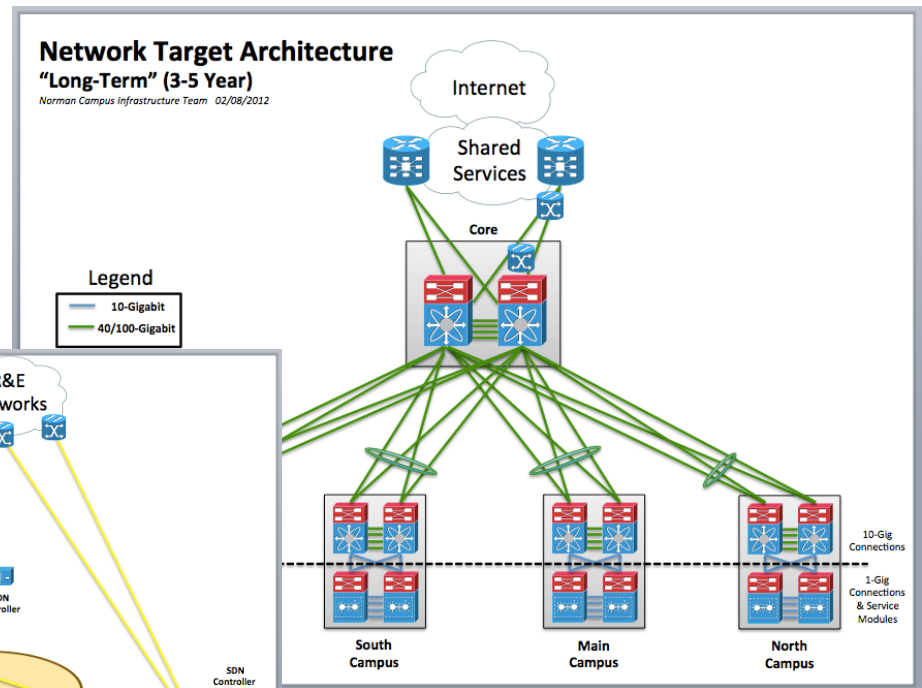 Network Target Architecture
“Long-Term” (3-5 Year)
Norman Campus Infrastructure Team 02/08/2012
Internet
Shared
Services
Core
Legend
10-Gigabit
40/100-Gigabit
10-Gig
Connections
1-Gig
Connections
& Service
Modules
South
Campus
Main
Campus
North
Campus
&E
works
DN
roller
SDN
Controller